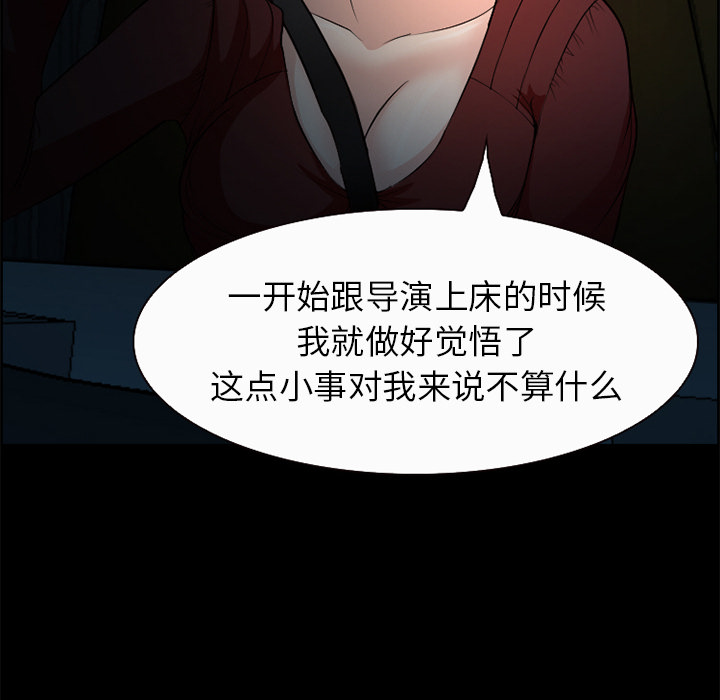 一开始跟导演上床的时候
我就做好觉悟了
这点小事对我来说不算什么